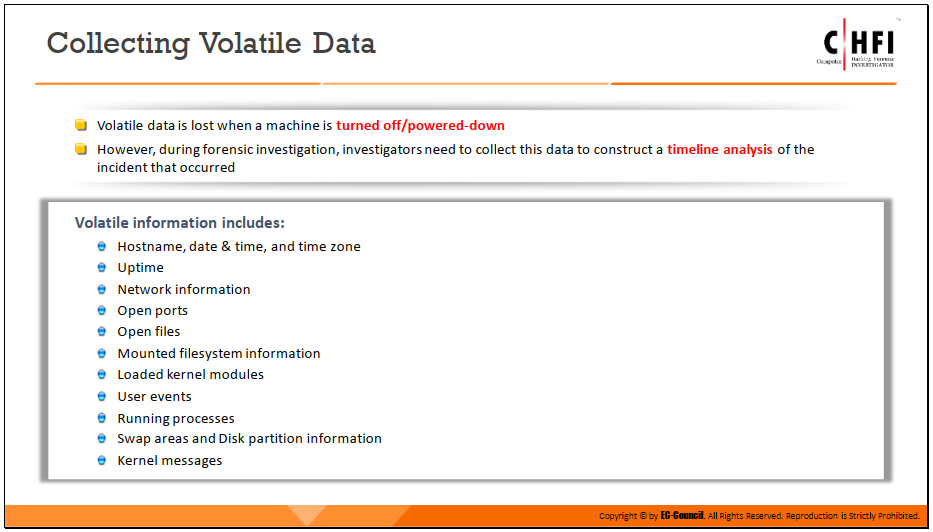 Collecting Volatile Data
C HFI
Computer Hacking Forensic
INVESTIGATOR
Volatile data is lost when a machine is turned off/powered-down
However, during forensic investigation, investigators need to collect this data to construct a timeline analysis of the
incident that occurred
Volatile information includes:
Hostname, date & time, and time zone
Uptime
Network information
Open ports
Open files
Mounted filesystem information
Loaded kernel modules
User events
Running processes
Swap areas and Disk partition information
Kernel messages
Copyright © by EC-Council. All Rights Reserved. Reproduction is Strictly Prohibited.